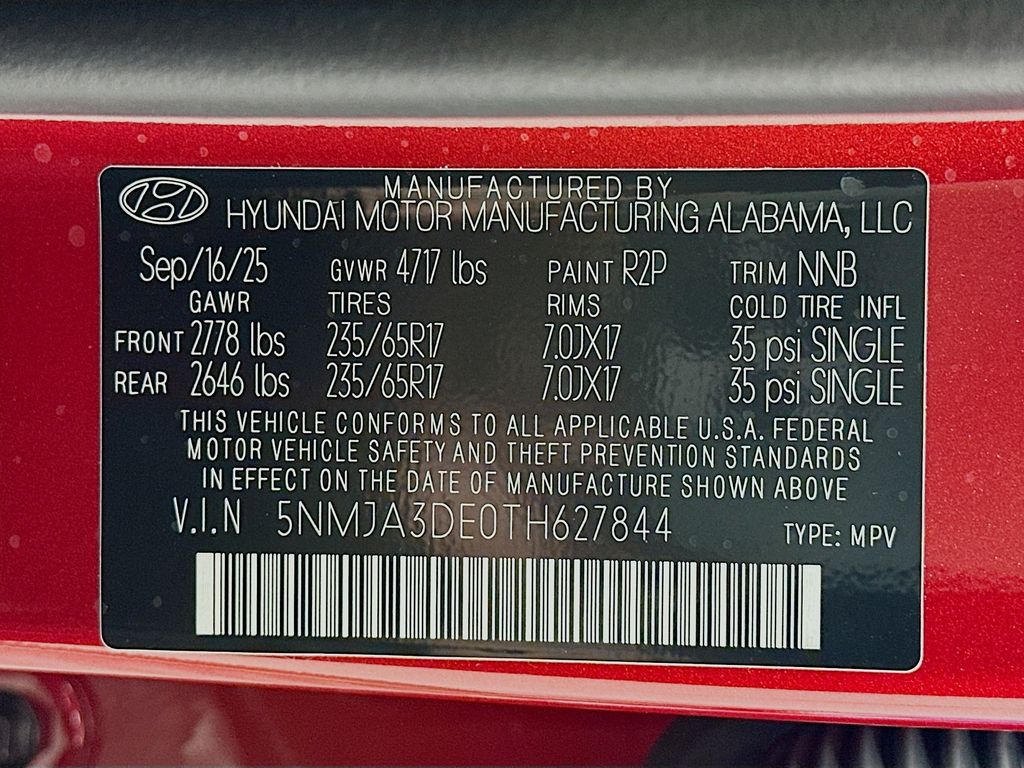 MANUFACTURED BY
HYUNDAI MOTOR MANUFACTURING ALABAMA, LLC
Sep/16/25 GVWR 4717 lbs PAINT R2P TRIM NNB
GAWR TIRES RIMS COLD TIRE INFL
FRONT 2778 lbs 235/65R17 7.0JX17 35 psi SINGLE
REAR 2646 lbs 235/65R17 7.0JX17 35 psi SINGLE
THIS VEHICLE CONFORMS TO ALL APPLICABLE U.S.A. FEDERAL
MOTOR VEHICLE SAFETY AND THEFT PREVENTION STANDARDS
IN EFFECT ON THE DATE OF MANUFACTURE SHOWN ABOVE
V.I.N 5NMJA3DE0TH627844 TYPE: MPV